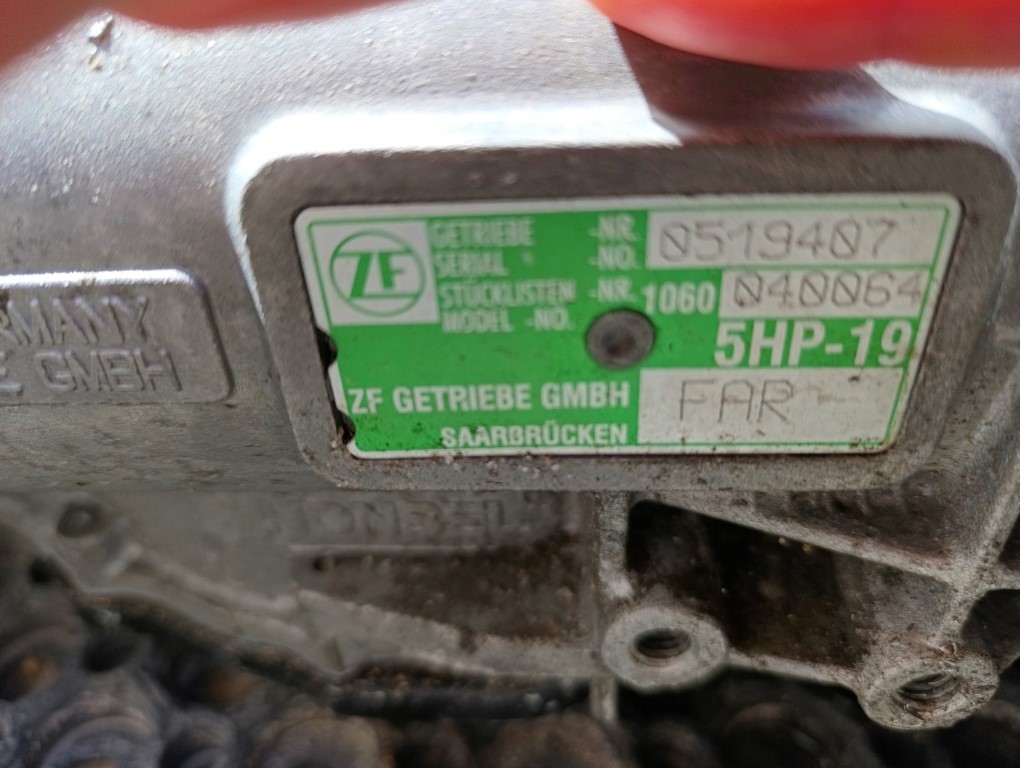 ZF
GETRIEBE -NR. 0519407
SERIAL -NO.
STÜCKLISTEN -NR. 1060 040064
MODEL -NO.
5HP-19
ZF GETRIEBE GMBH FAR
SAARBRÜCKEN
RMANY
E GMBH